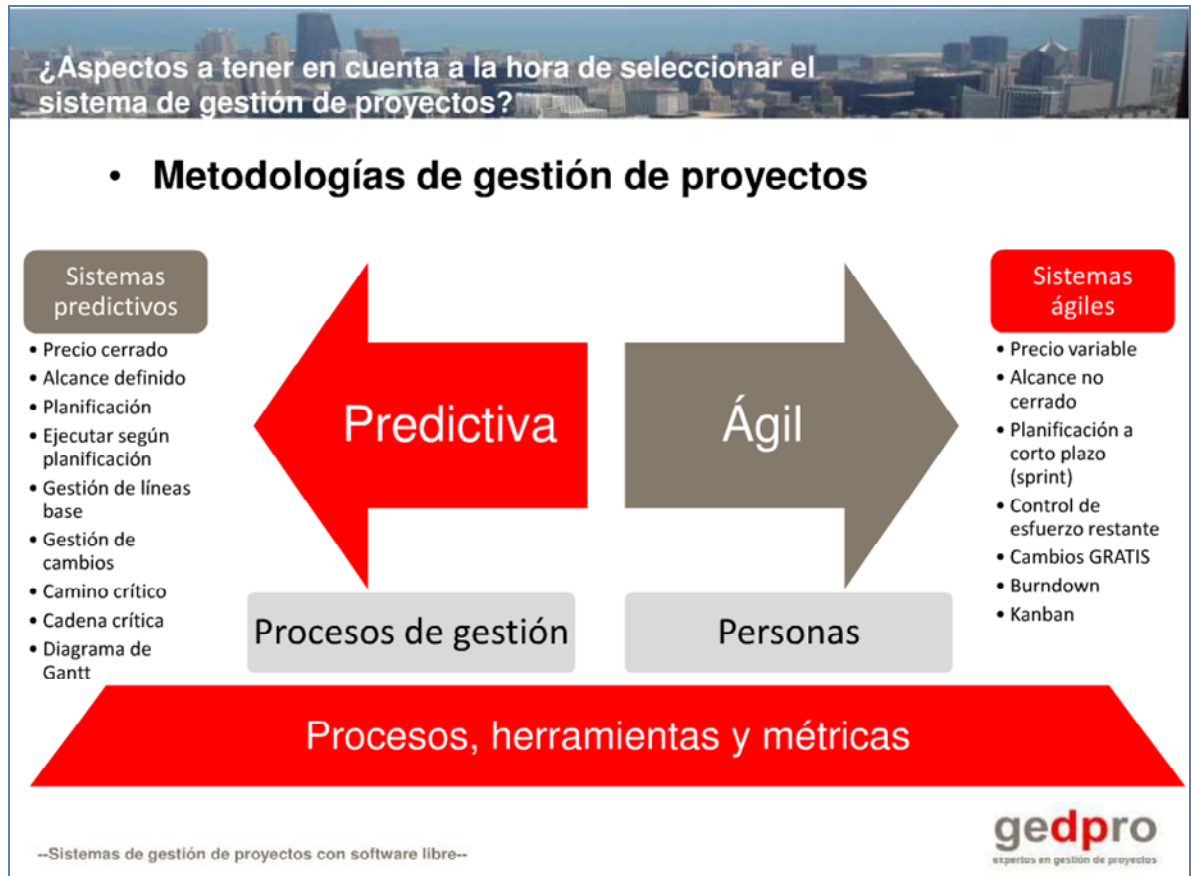 ¿Aspectos a tener en cuenta a la hora de seleccionar el
sistema de gestión de proyectos?
• Metodologías de gestión de proyectos
Sistemas
predictivos
• Precio cerrado
• Alcance definido
• Planificación
• Ejecutar según
planificación
• Gestión de líneas
base
• Gestión de
cambios
• Camino crítico
• Cadena crítica
• Diagrama de
Gantt
Predictiva
Procesos de gestión
Ágil
Personas
Sistemas
ágiles
• Precio variable
• Alcance no
cerrado
• Planificación a
corto plazo
(sprint)
• Control de
esfuerzo restante
• Cambios GRATIS
• Burndown
• Kanban
Procesos, herramientas y métricas
--Sistemas de gestión de proyectos con software libre--
gedpro
expertos en gestión de proyectos